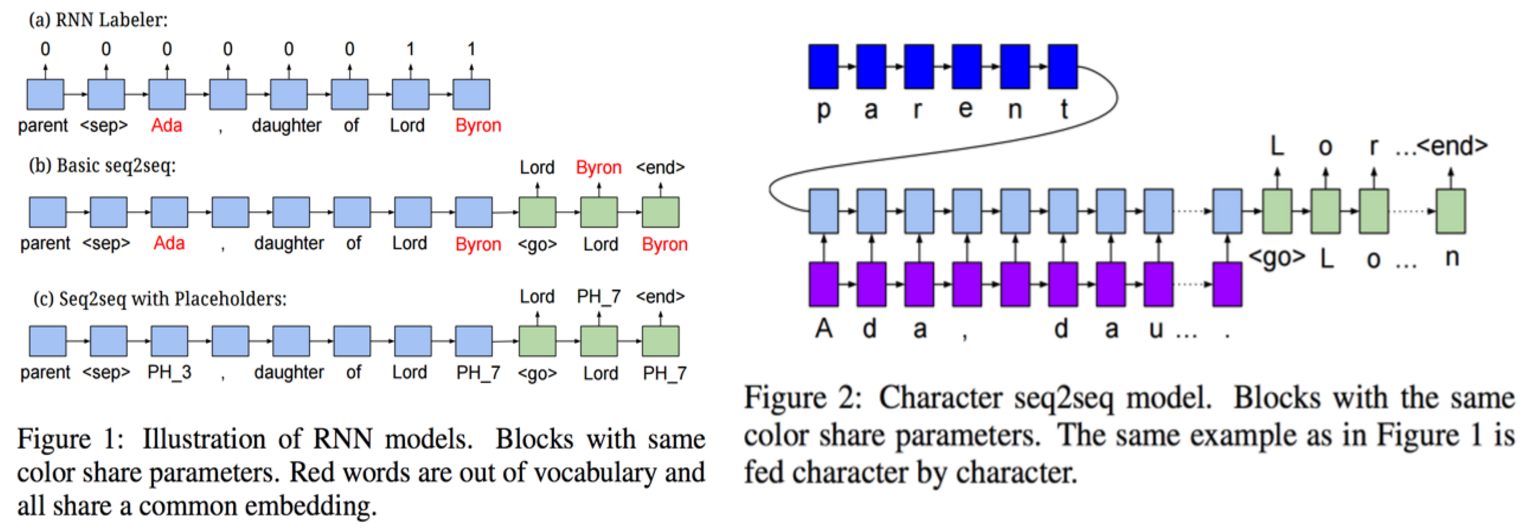 (a) RNN Labeler:
0 0 0 0 0 0 1 1
parent <sep> Ada , daughter of Lord Byron
(b) Basic seq2seq:
Lord Byron <end>
parent <sep> Ada , daughter of Lord Byron <go> Lord Byron
(c) Seq2seq with Placeholders:
Lord PH_7 <end>
parent <sep> PH_3 , daughter of Lord PH_7 <go> Lord PH_7
Figure 1: Illustration of RNN models. Blocks with same
color share parameters. Red words are out of vocabulary and
all share a common embedding.
p a r e n t
L o r ...<end>
<go> L o ... n
A d a , d a u ... .
Figure 2: Character seq2seq model. Blocks with the same
color share parameters. The same example as in Figure 1 is
fed character by character.